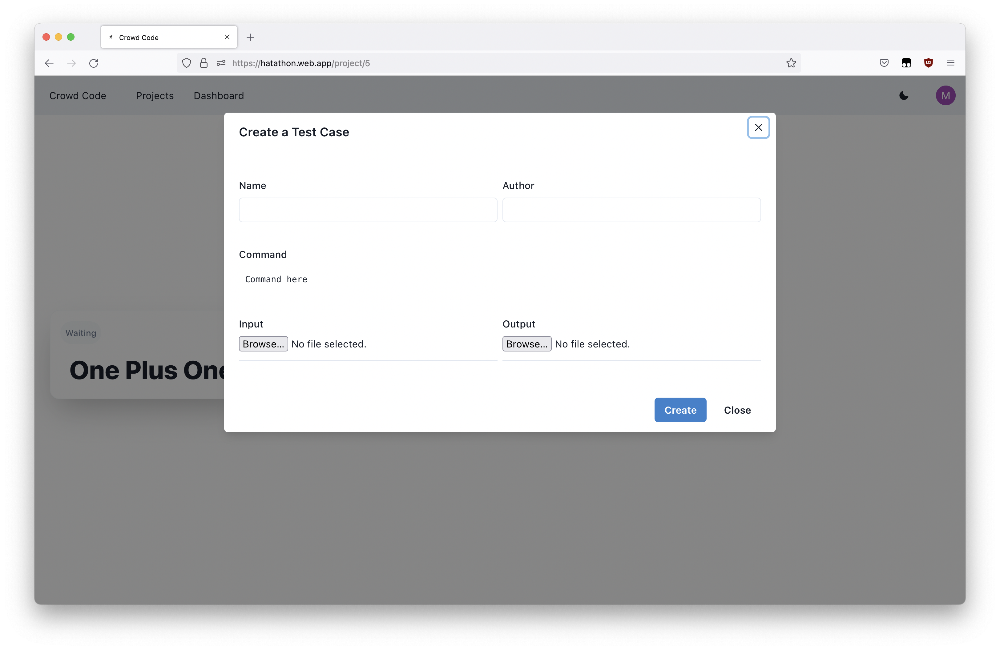 Crowd Code
https://hatathon.web.app/project/5
Crowd Code Projects Dashboard M
Create a Test Case
Name Author
Command
Command here
Input Output
Browse... No file selected. Browse... No file selected.
Waiting
One Plus One
Create Close